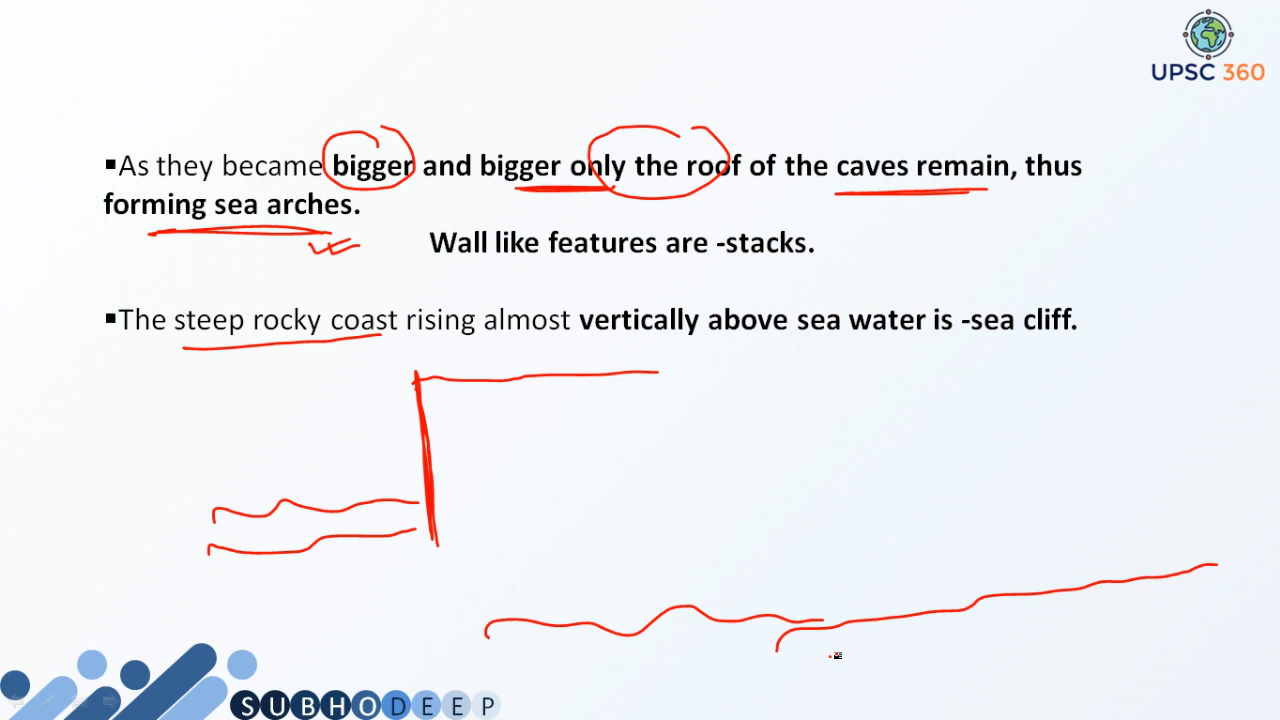 UPSC 360
▪As they became bigger and bigger only the roof of the caves remain, thus
forming sea arches.
Wall like features are -stacks.
▪The steep rocky coast rising almost vertically above sea water is -sea cliff.
SUBHODEEP